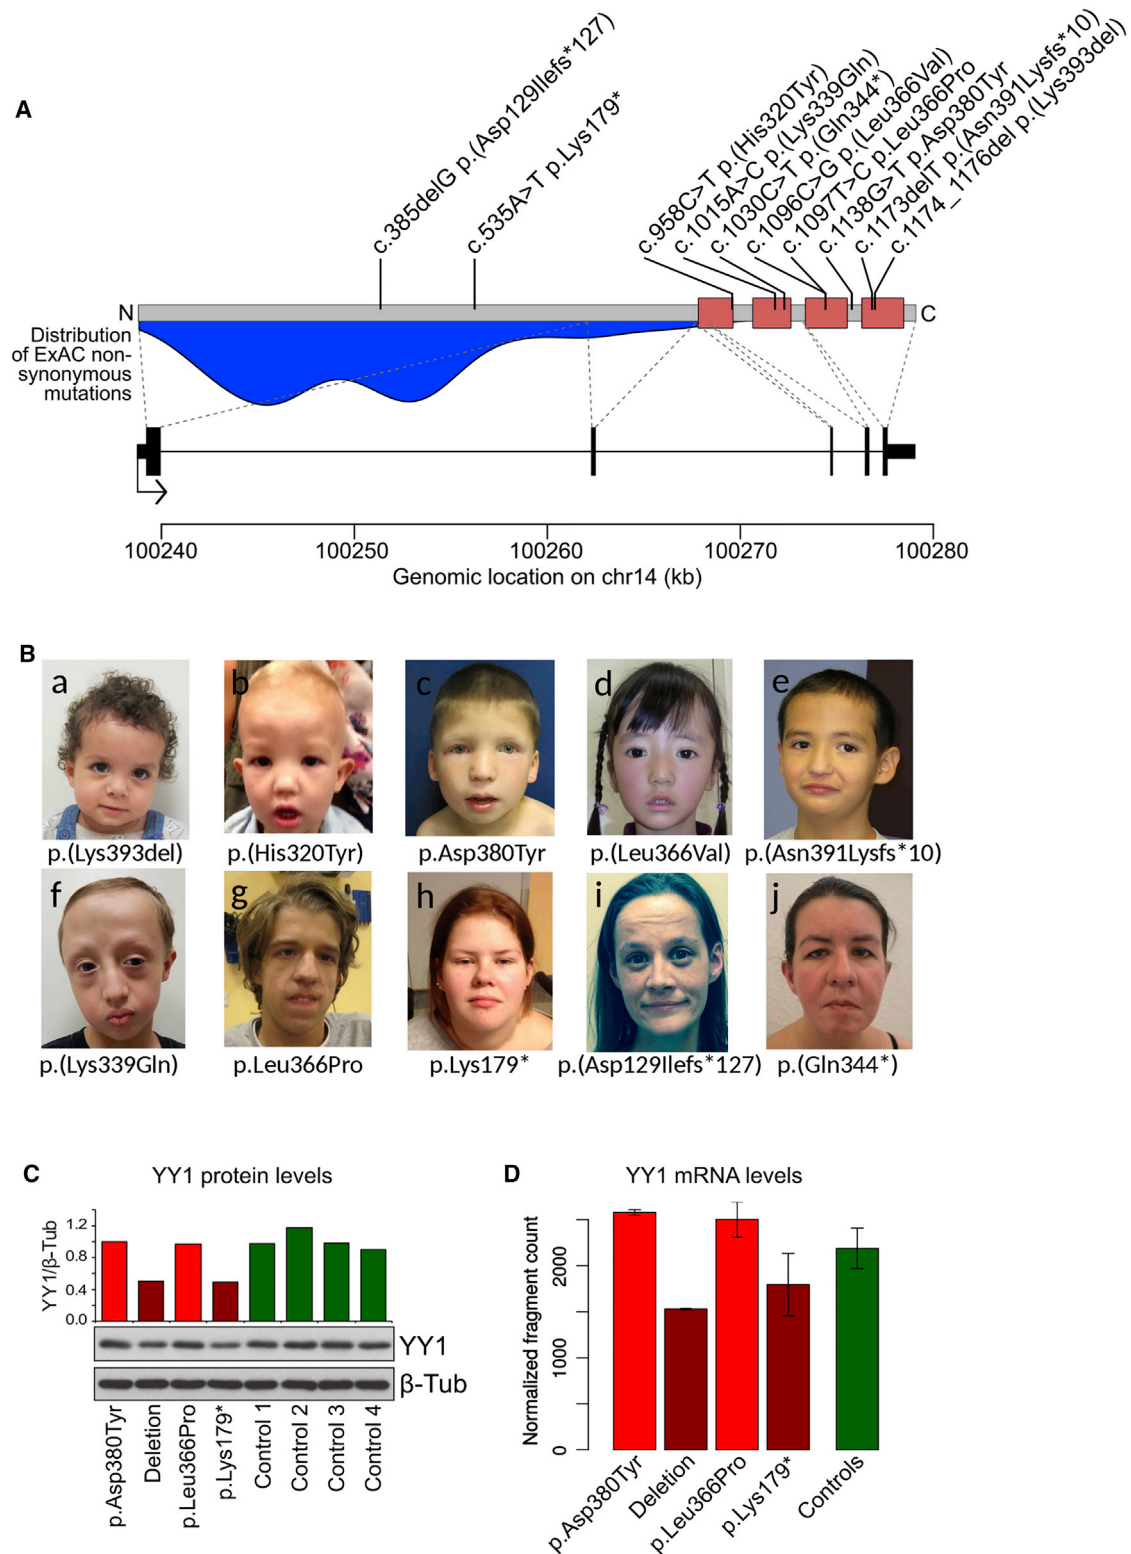 A
c.385delG p.(Asp129Ilefs*127)
c.535A>T p.Lys179*
c.958C>T p.(His320Tyr)
c.1015A>C p.(Lys339Gln)
c.1030C>T p.(Gln344*)
c.1096C>G p.(Leu366Val)
c.1097T>C p.Leu366Pro
c.1138G>T p.Asp380Tyr
c.1173delT p.(Asn391Lysfs*10)
c.1174_1176del p.(Lys393del)
N
C
Distribution
of ExAC non-
synonymous
mutations
100240
100250
100260
100270
100280
Genomic location on chr14 (kb)
B
a
b
c
d
e
p.(Lys393del)
p.(His320Tyr)
p.Asp380Tyr
p.(Leu366Val)
p.(Asn391Lysfs*10)
f
g
h
i
j
p.(Lys339Gln)
p.Leu366Pro
p.Lys179*
p.(Asp129Ilefs*127)
p.(Gln344*)
C
YY1 protein levels
YY1/β-Tub
1.2
0.8
0.4
0.0
YY1
β-Tub
p.Asp380Tyr
Deletion
p.Leu366Pro
p.Lys179*
Control 1
Control 2
Control 3
Control 4
D
YY1 mRNA levels
Normalized fragment count
2000
1000
0
p.Asp380Tyr
Deletion
p.Leu366Pro
p.Lys179*
Controls